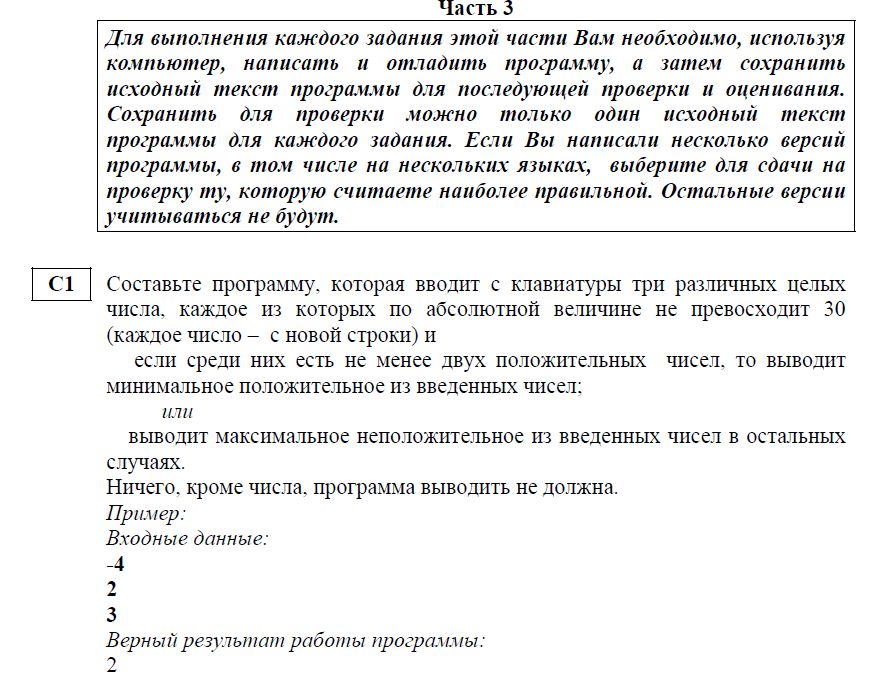 Часть 3
Для выполнения каждого задания этой части Вам необходимо, используя
компьютер, написать и отладить программу, а затем сохранить
исходный текст программы для последующей проверки и оценивания.
Сохранить для проверки можно только один исходный текст
программы для каждого задания. Если Вы написали несколько версий
программы, в том числе на нескольких языках, выберите для сдачи на
проверку ту, которую считаете наиболее правильной. Остальные версии
учитываться не будут.
С1
Составьте программу, которая вводит с клавиатуры три различных целых
числа, каждое из которых по абсолютной величине не превосходит 30
(каждое число – с новой строки) и
если среди них есть не менее двух положительных чисел, то выводит
минимальное положительное из введенных чисел;
или
выводит максимальное неположительное из введенных чисел в остальных
случаях.
Ничего, кроме числа, программа выводить не должна.
Пример:
Входные данные:
-4
2
3
Верный результат работы программы:
2